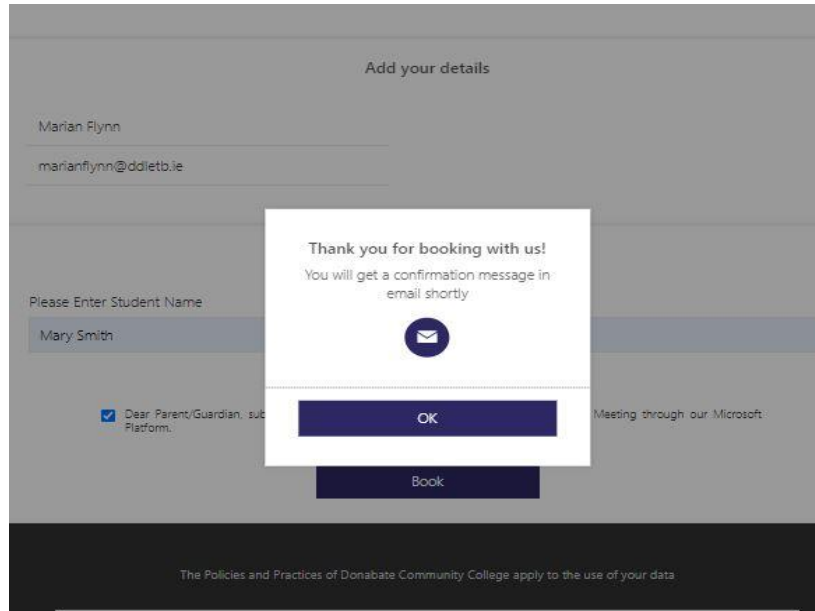 Add your details
Marian Flynn
marianflynn@ddletb.ie
Thank you for booking with us!
You will get a confirmation message in
email shortly
Please Enter Student Name
Mary Smith
Dear Parent/Guardian, sub
Meeting through our Microsoft
Platform.
OK
Book
The Policies and Practices of Donabate Community College apply to the use of your data